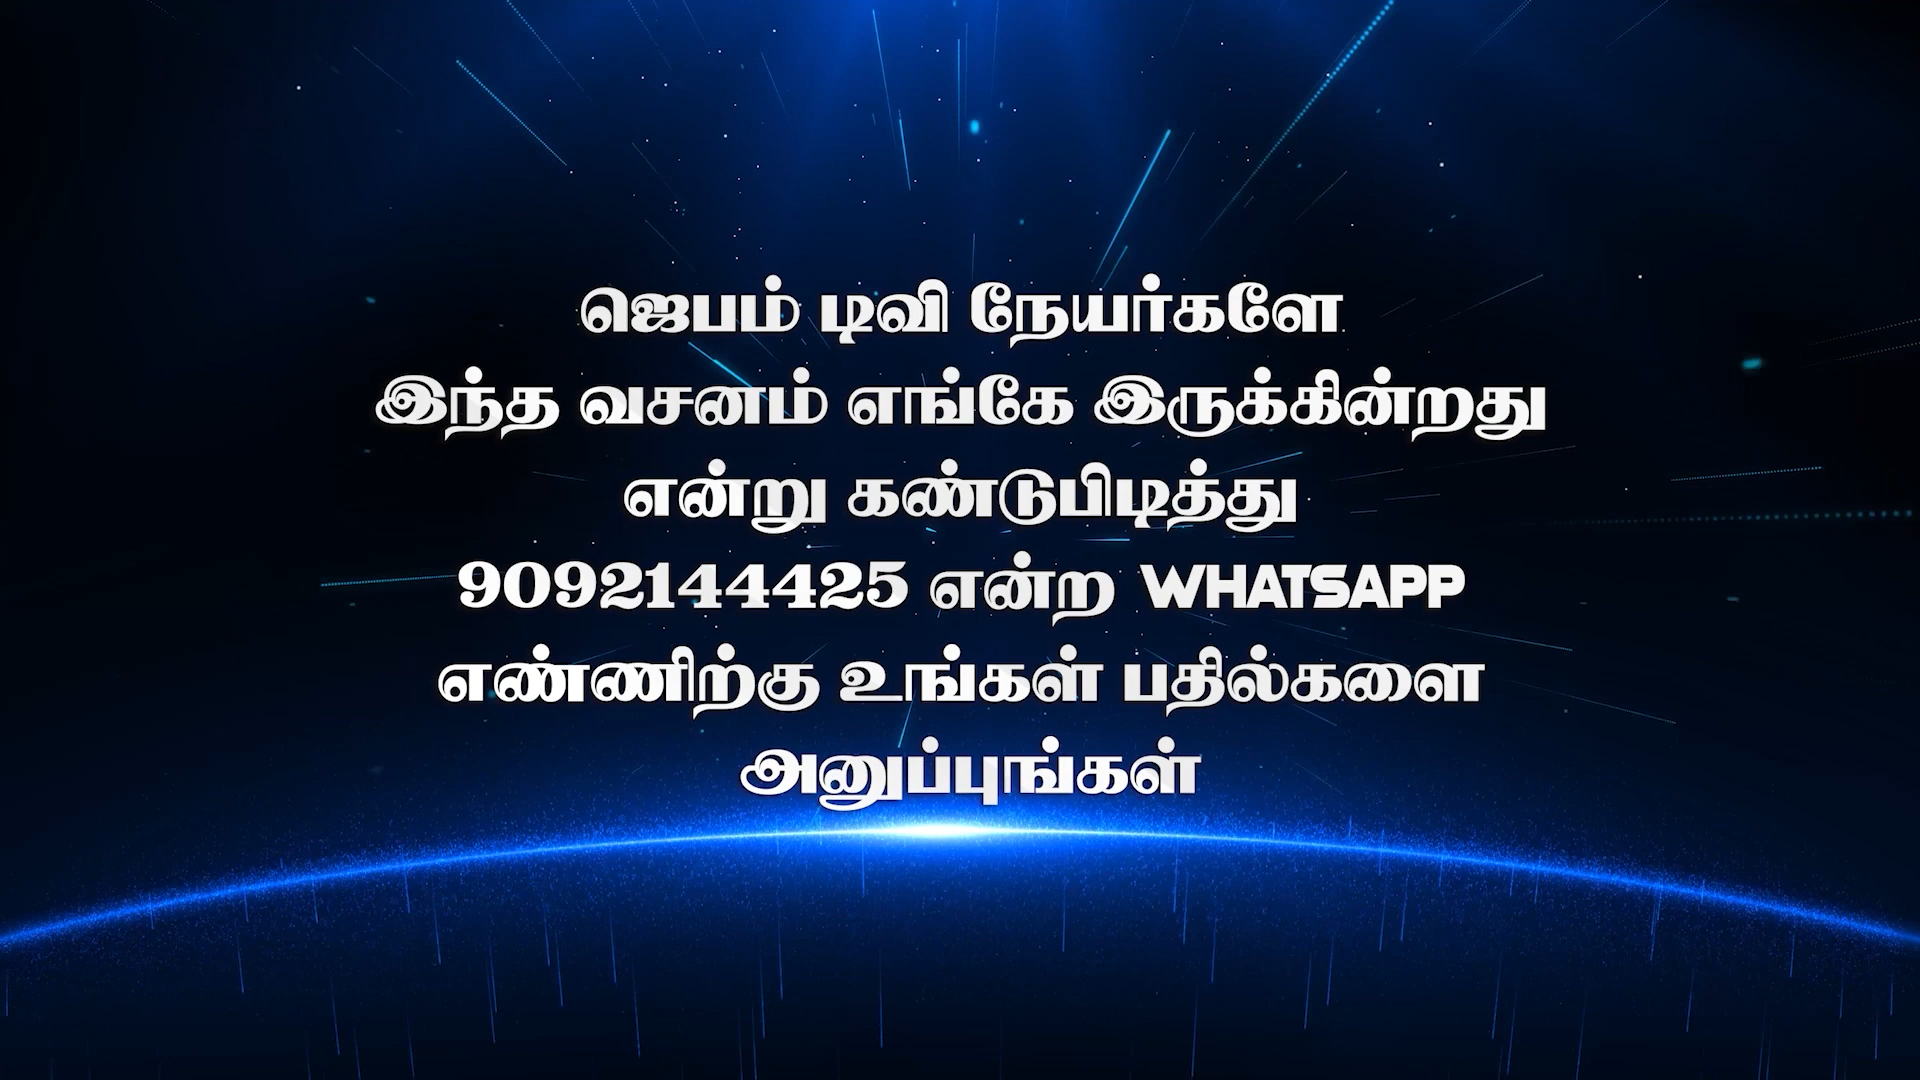 ஜெபம் டிவி நேயர்களே
இந்த வசனம் எங்கே இருக்கின்றது
என்று கண்டுபிடித்து
9092144425 என்ற WHATSAPP
எண்ணிற்கு உங்கள் பதில்களை
அனுப்புங்கள்